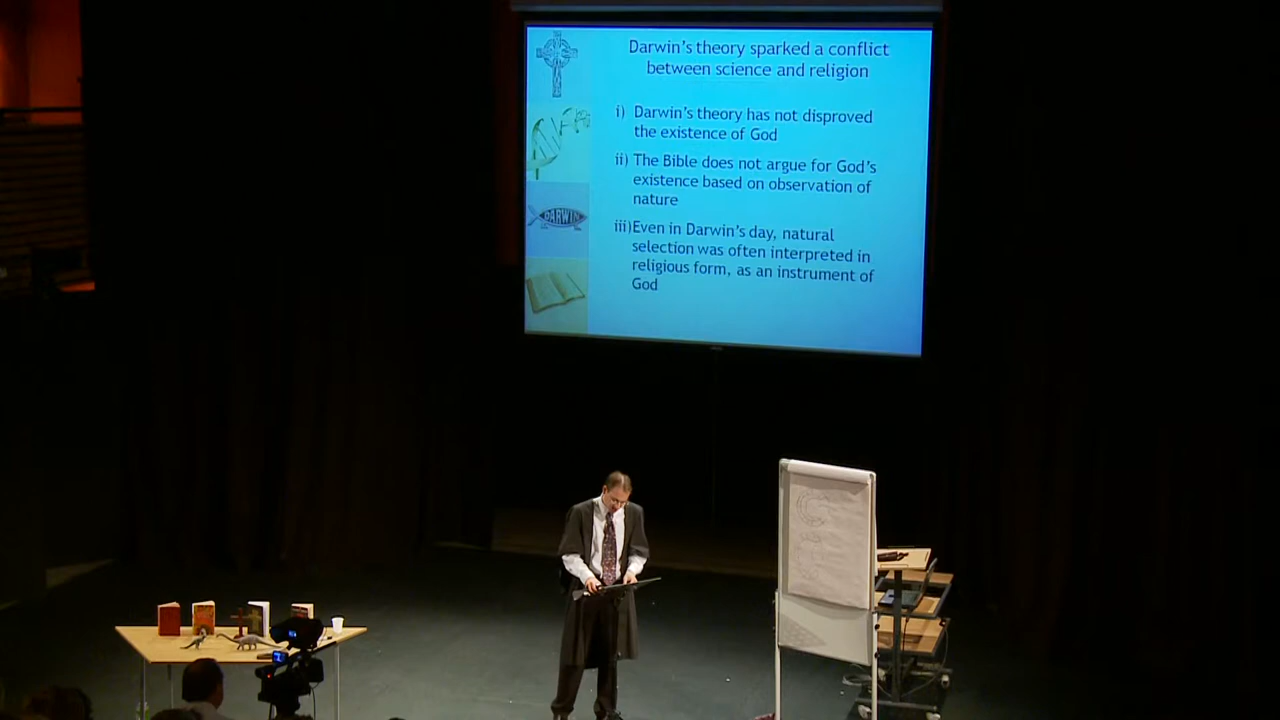 Darwin's theory sparked a conflict
between science and religion
i) Darwin's theory has not disproved
the existence of God
ii) The Bible does not argue for God's
existence based on observation of
nature
iii)Even in Darwin's day, natural
selection was often interpreted in
religious form, as an instrument of
God
DARWIN